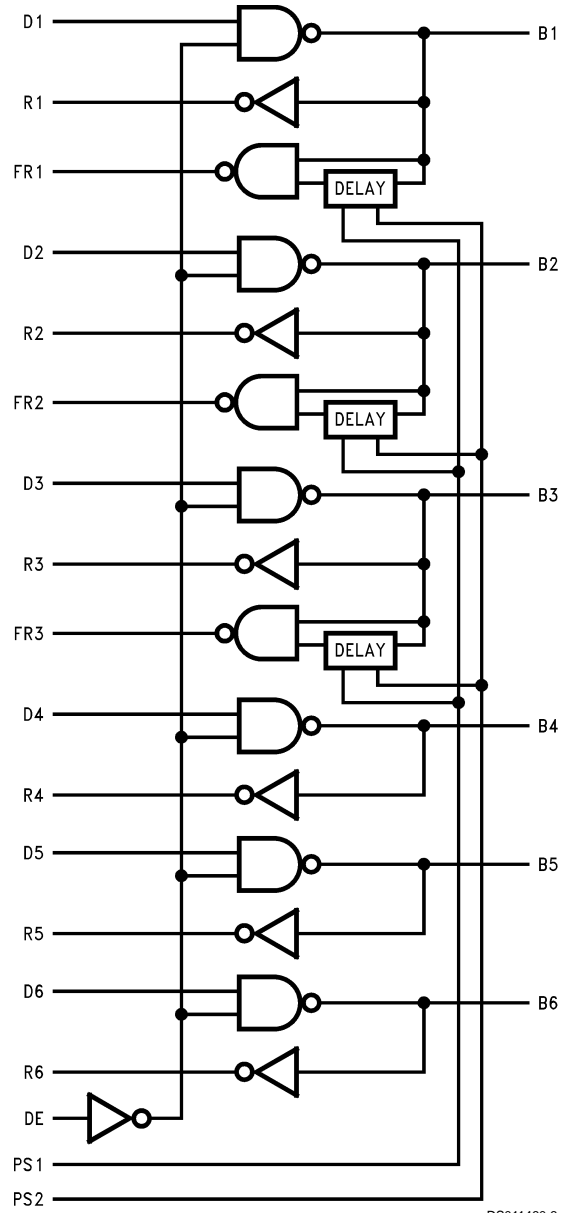 D1 B1
R1
FR1 DELAY
D2 B2
R2
FR2 DELAY
D3 B3
R3
FR3 DELAY
D4 B4
R4
D5 B5
R5
D6 B6
R6
DE
PS1
PS2